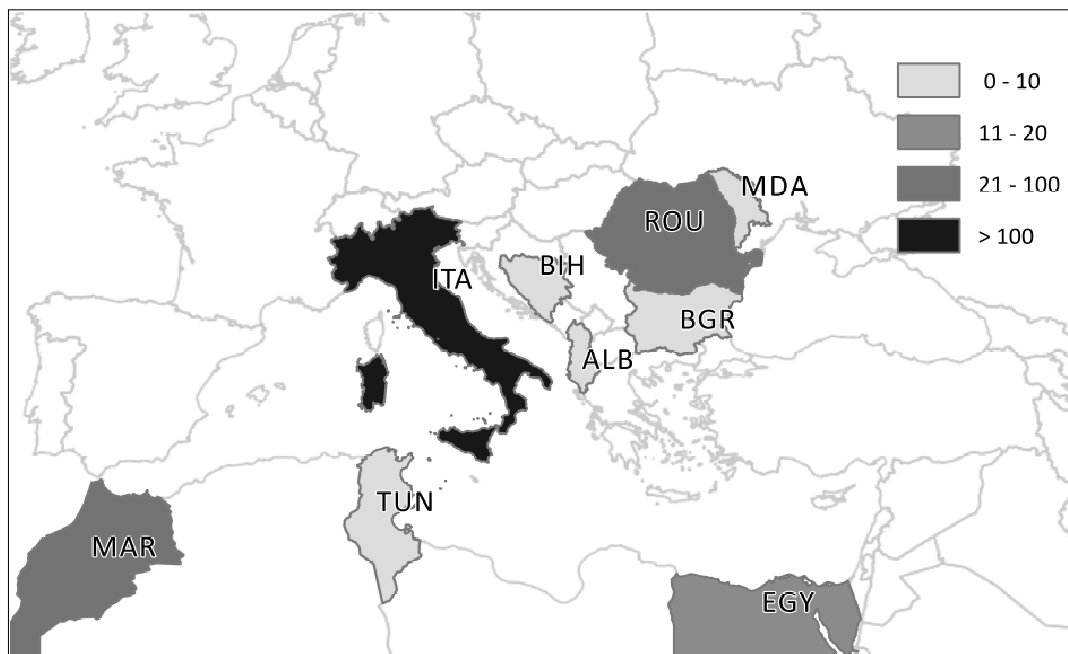 0 - 10
11 - 20
21 - 100
> 100
MDA
ROU
BIH
ITA
BGR
ALB
TUN
MAR
EGY